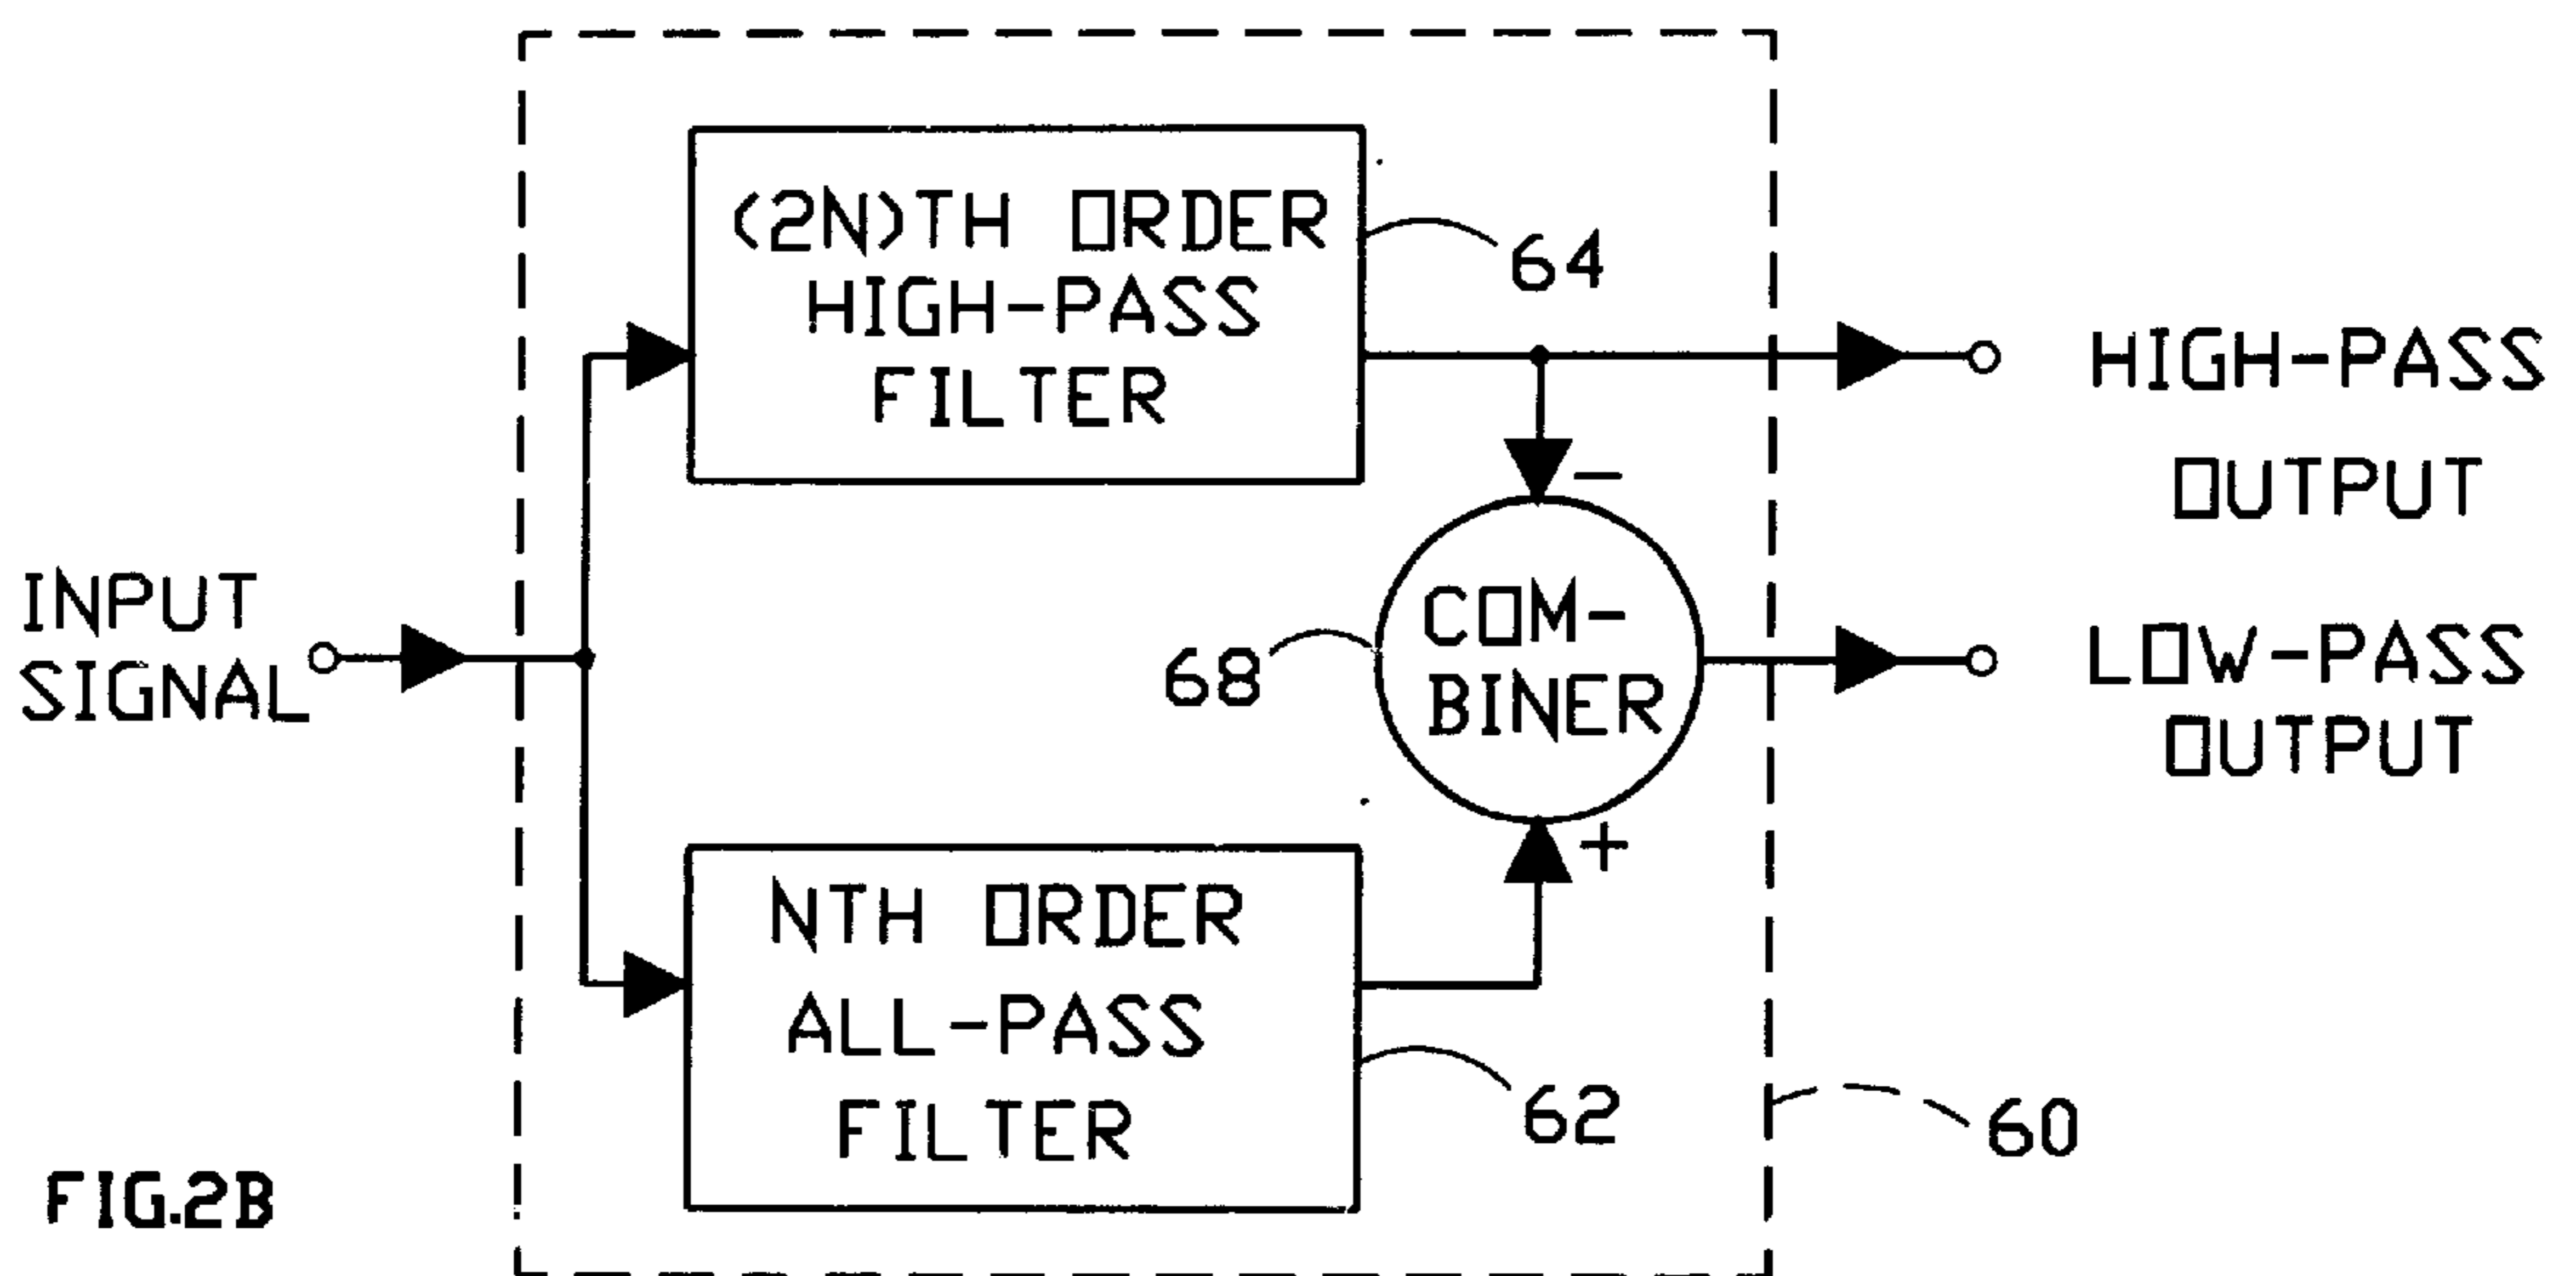 (2N)TH ORDER
HIGH-PASS
FILTER
64
HIGH-PASS
OUTPUT
-
INPUT
SIGNAL
COM-
BINER
68
LOW-PASS
OUTPUT
+
NTH ORDER
ALL-PASS
FILTER
62
60
FIG.2B